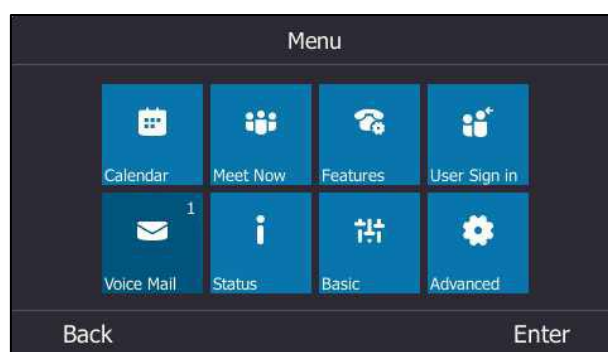 Menu
Calendar Meet Now Features User Sign in
1
Voice Mail Status Basic Advanced
Back Enter